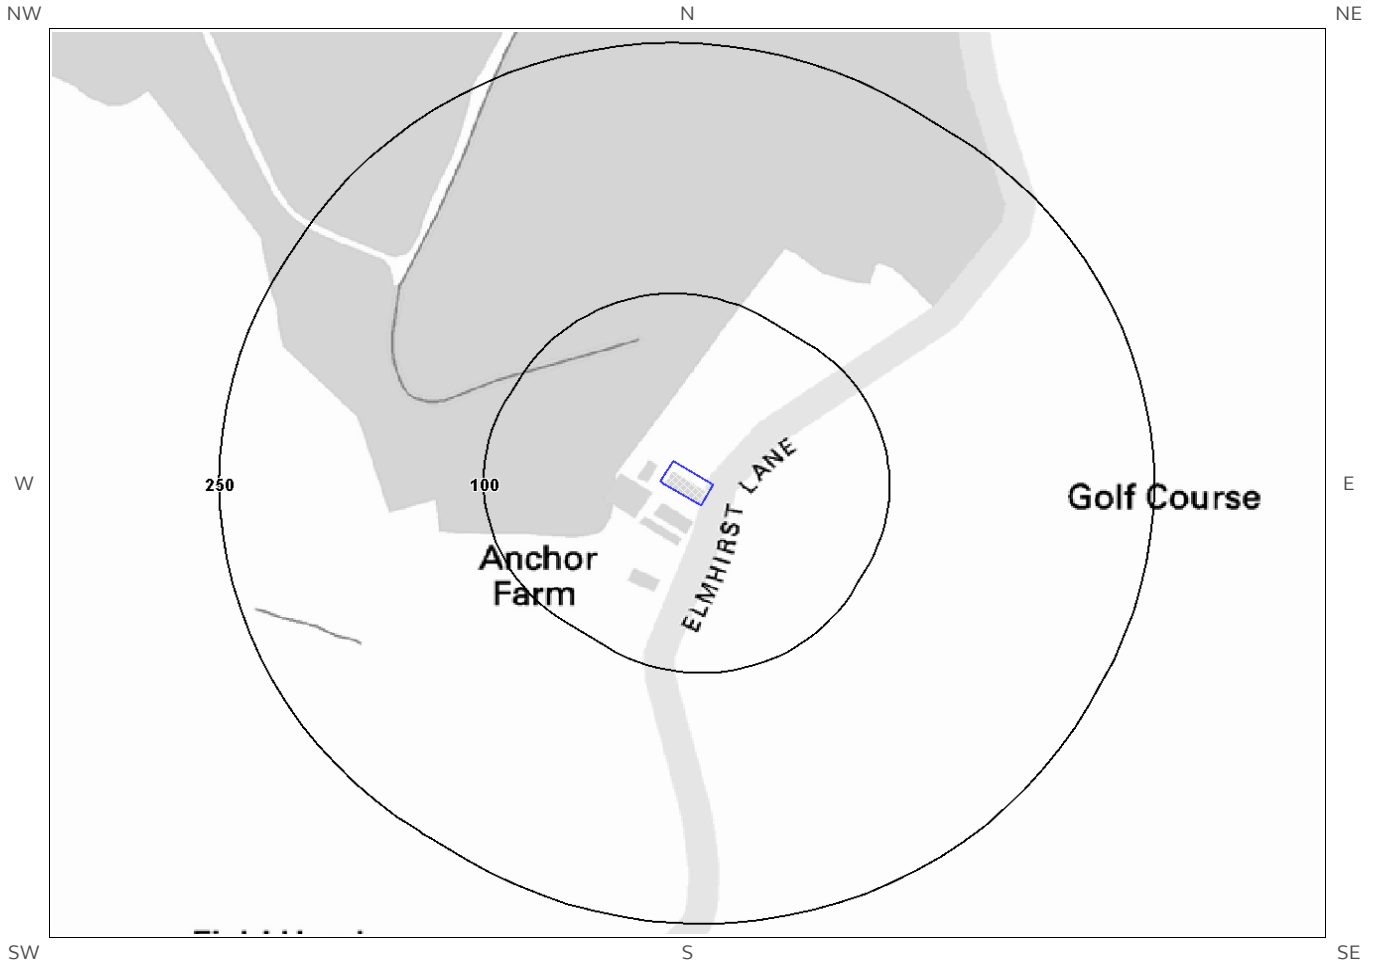 NW N NE
W 250 100 E
ELMHIRST LANE
Golf Course
Anchor
Farm
SW S SE